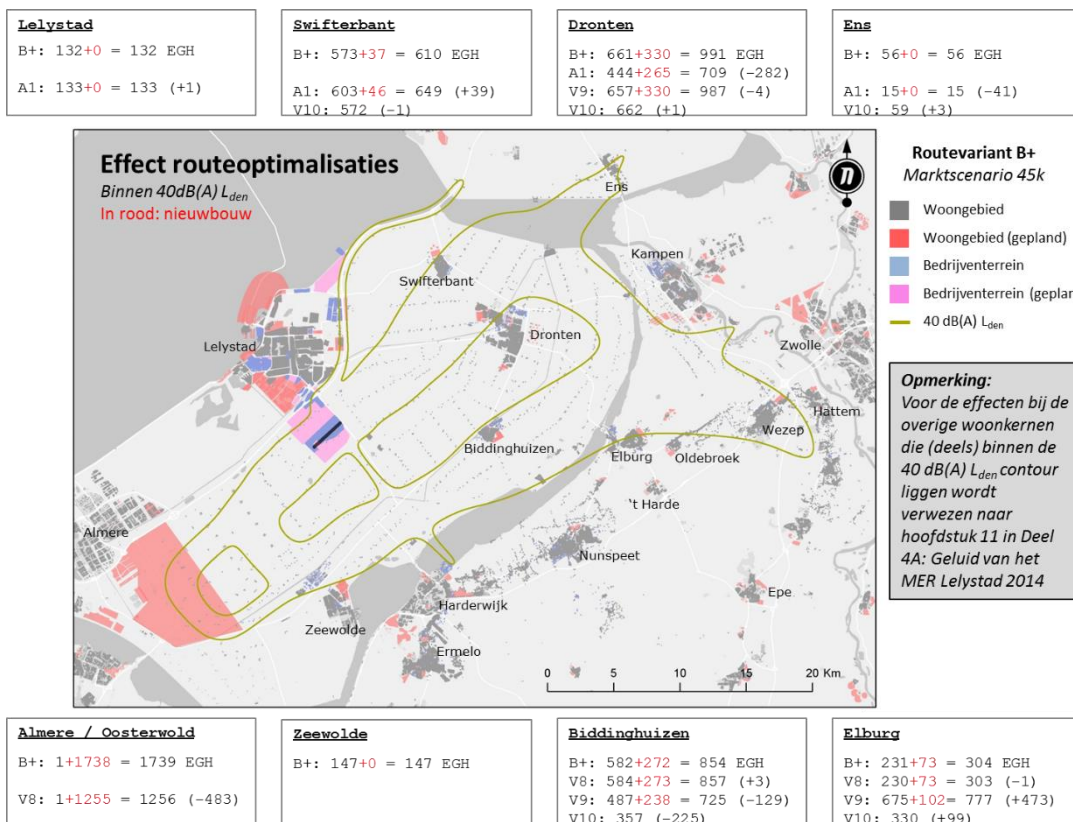 Lelystad
B+: 132+0 = 132 EGH
A1: 133+0 = 133 (+1)
Swifterbant
B+: 573+37 = 610 EGH
A1: 603+46 = 649 (+39)
V10: 572 (-1)
Dronten
B+: 661+330 = 991 EGH
A1: 444+265 = 709 (-282)
V9: 657+330 = 987 (-4)
V10: 662 (+1)
Ens
B+: 56+0 = 56 EGH
A1: 15+0 = 15 (-41)
V10: 59 (+3)
Effect routeoptimalisaties
Binnen 40dB(A) Lden
In rood: nieuwbouw
Ens
Kampen
Swifterbant
Dronten
Lelystad
Zwolle
Hattem
Wezep
Biddinghuizen
Elburg
Oldebroek
't Harde
Almere
Nunspeet
Harderwijk
Epe
Zeewolde
Ermelo
0 5 10 15 20 Km
n
Routevariant B+
Marktscenario 45k
Woongebied
Woongebied (gepland)
Bedrijventerrein
Bedrijventerrein (geplan
40 dB(A) Lden
Opmerking:
Voor de effecten bij de
overige woonkernen
die (deels) binnen de
40 dB(A) Lden contour
liggen wordt
verwezen naar
hoofdstuk 11 in Deel
4A: Geluid van het
MER Lelystad 2014
Almere / Oosterwold
B+: 1+1738 = 1739 EGH
V8: 1+1255 = 1256 (-483)
Zeewolde
B+: 147+0 = 147 EGH
Biddinghuizen
B+: 582+272 = 854 EGH
V8: 584+273 = 857 (+3)
V9: 487+238 = 725 (-129)
V10: 357 (-225)
Elburg
B+: 231+73 = 304 EGH
V8: 230+73 = 303 (-1)
V9: 675+102= 777 (+473)
V10: 330 (+99)